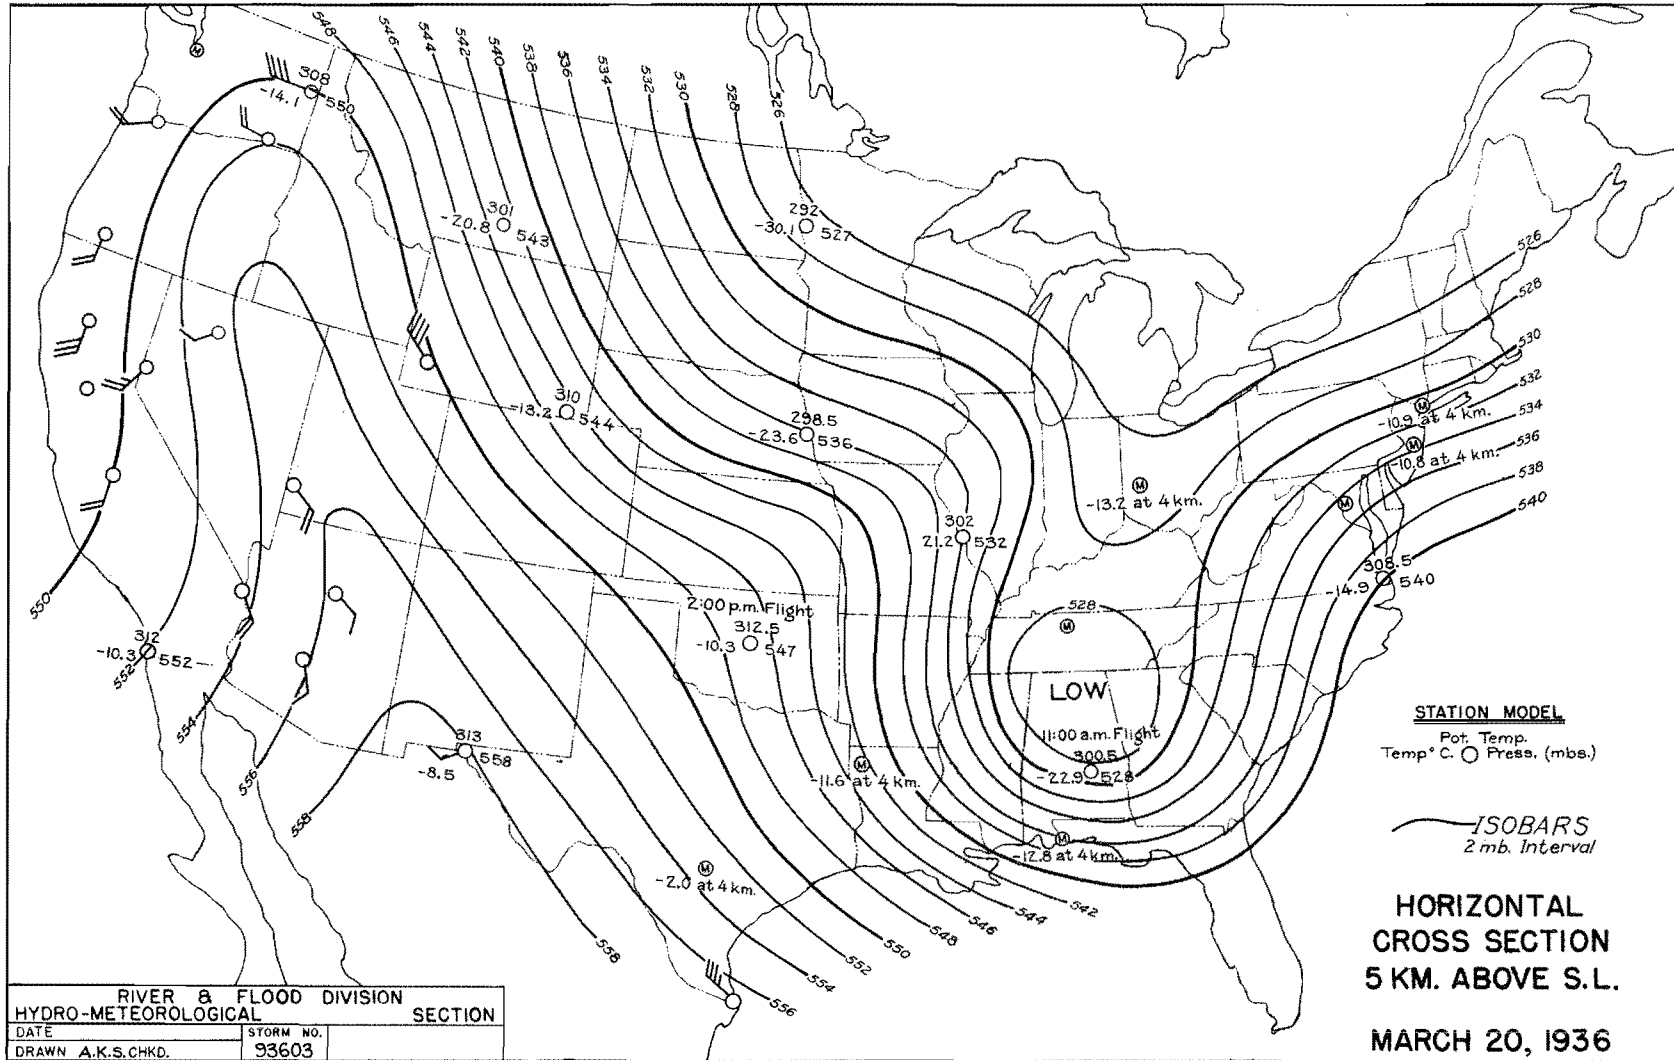 548
546
544
542
540
538
536
534
532
530
528
526
308
-14.1
550
301
-20.8
543
292
-30.1
527
526
528
530
532
534
536
538
540
310
-13.2
544
298.5
-23.6
536
M
-10.9 at 4 km.
M
-10.8 at 4 km.
M
M
-13.2 at 4 km.
302
21.2
532
308.5
-14.9
540
550
312
-10.3
552
552
554
556
558
2:00 p.m. Flight
312.5
-10.3
547
528
M
LOW
11:00 a.m. Flight
300.5
-22.9
528
313
558
-8.5
M
-11.6 at 4 km.
M
-12.8 at 4 km.
M
-2.0 at 4 km.
542
544
546
548
550
552
554
556
558
STATION MODEL
Pot. Temp.
Temp° C. Press. (mbs.)
ISOBARS
2 mb. Interval
HORIZONTAL
CROSS SECTION
5 KM. ABOVE S.L.
MARCH 20, 1936
RIVER & FLOOD DIVISION
HYDRO-METEOROLOGICAL SECTION
DATE
STORM NO.
DRAWN A.K.S. CHKD.
93603